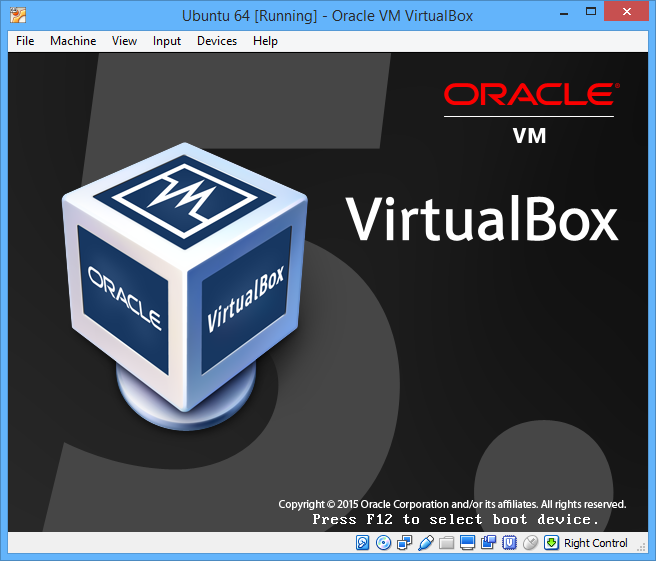 Ubuntu 64 [Running] - Oracle VM VirtualBox
File Machine View Input Devices Help
5.
ORACLE®
VM
VirtualBox
ORACLE
VirtualBox
Copyright © 2015 Oracle Corporation and/or its affiliates. All rights reserved.
Press F12 to select boot device.
Right Control